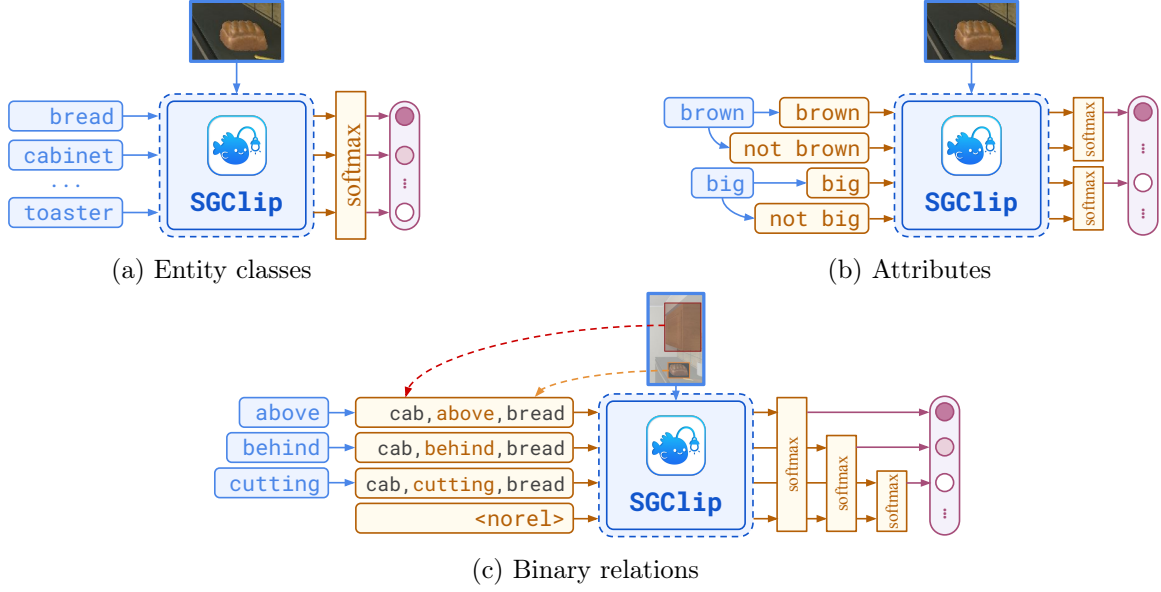 bread
cabinet
...
toaster
SGClip
softmax
...
(a) Entity classes
brown
brown
not brown
big
big
not big
SGClip
softmax
softmax
...
...
(b) Attributes
above
cab,above,bread
behind
cab,behind,bread
cutting
cab,cutting,bread
<norel>
SGClip
softmax
softmax
softmax
...
(c) Binary relations